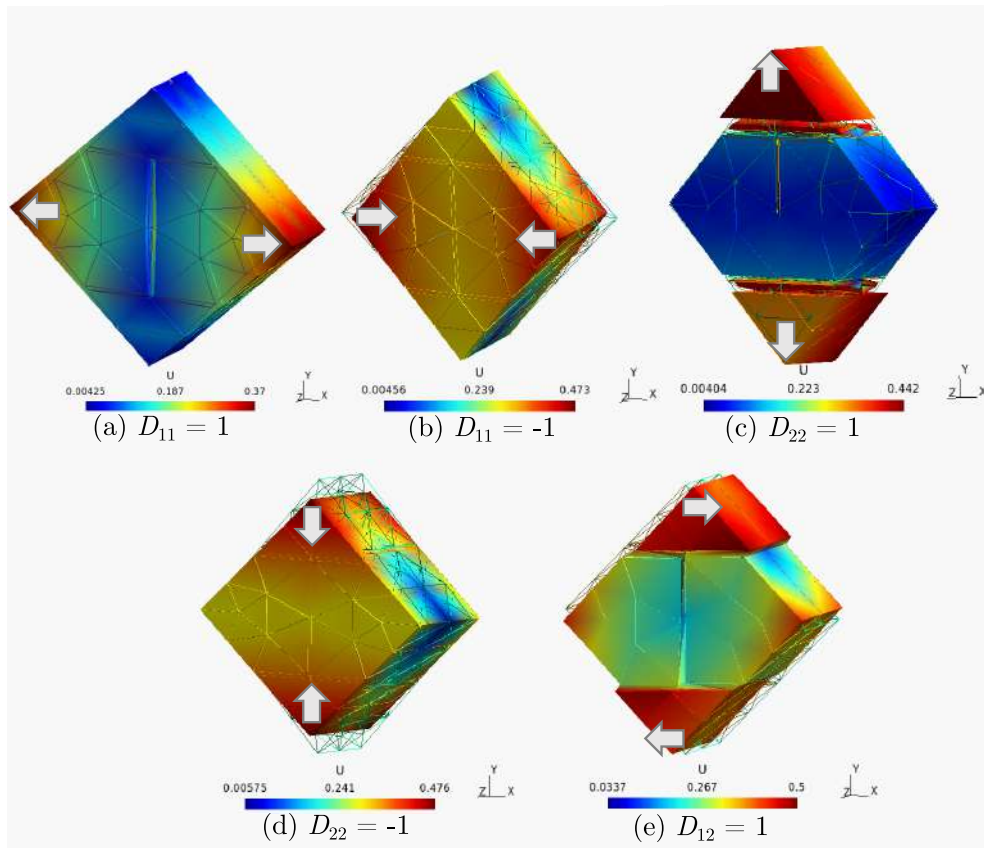 U
0.00425 0.187 0.37
Y
Z X
(a) D₁₁ = 1
U
0.00456 0.239 0.473
Y
Z X
(b) D₁₁ = -1
U
0.00404 0.223 0.442
Y
Z X
(c) D₂₂ = 1
U
0.00575 0.241 0.476
Y
Z X
(d) D₂₂ = -1
U
0.0337 0.267 0.5
Y
Z X
(e) D₁₂ = 1